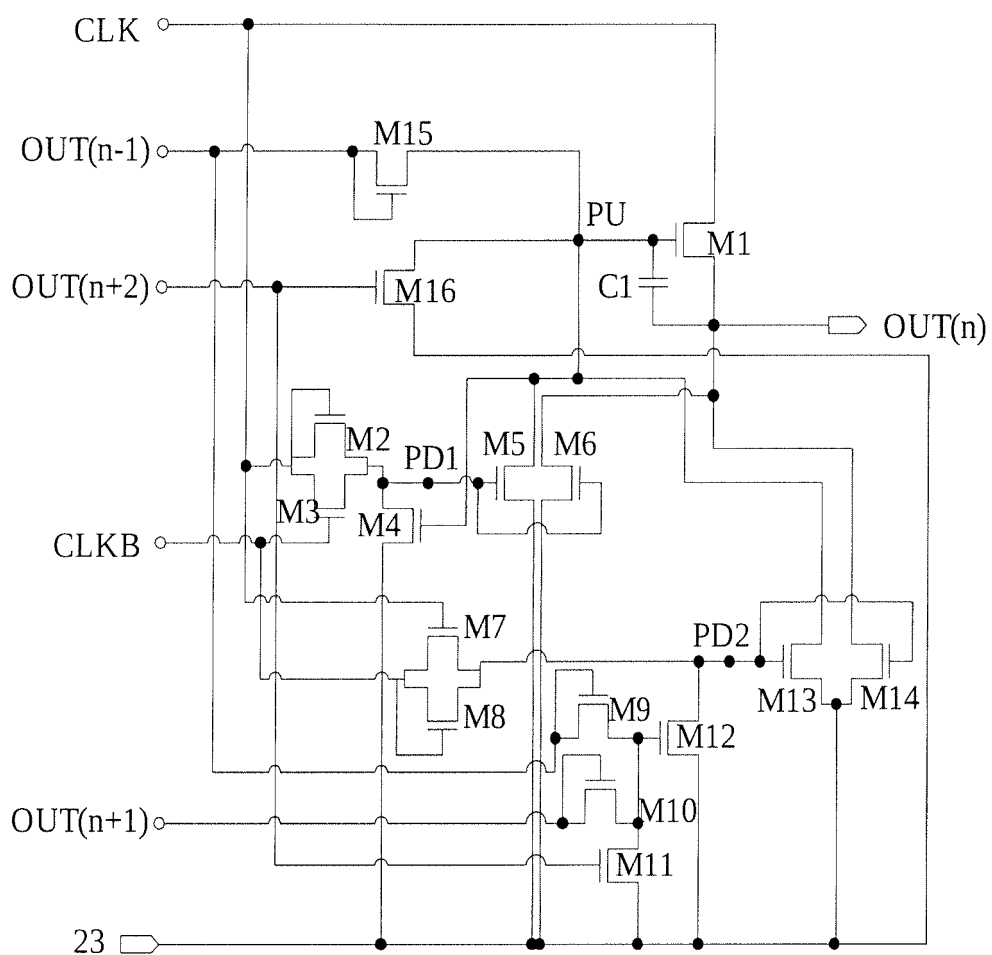 CLK
OUT(n-1)
M15
PU
M1
OUT(n+2)
M16
C1
OUT(n)
M2
PD1
M5
M6
M3
M4
CLKB
M7
PD2
M8
M9
M12
M13
M14
OUT(n+1)
M10
M11
23